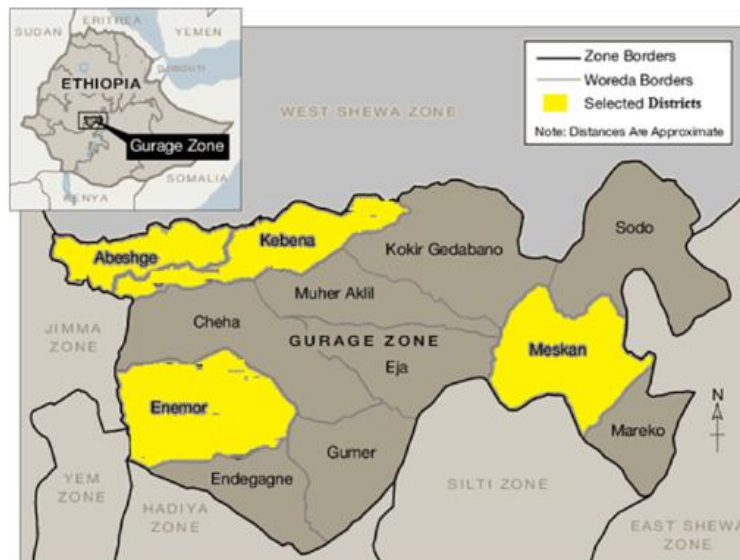 SUDAN
ERITREA
YEMEN
DJIBOUTI
ETHIOPIA
Gurage Zone
SOMALIA
KENYA
Zone Borders
Woreda Borders
Selected Districts
Note: Distances Are Approximate
WEST SHEWA ZONE
Abeshge
Kebena
Kokir Gedabano
Sodo
Muher Aklil
Cheha
JIMMA
ZONE
GURAGE ZONE
Eja
Meskan
Enemor
N
Mareko
Gumer
Endegagne
YEM
ZONE
HADIYA
ZONE
SILTI ZONE
EAST SHEWA
ZONE